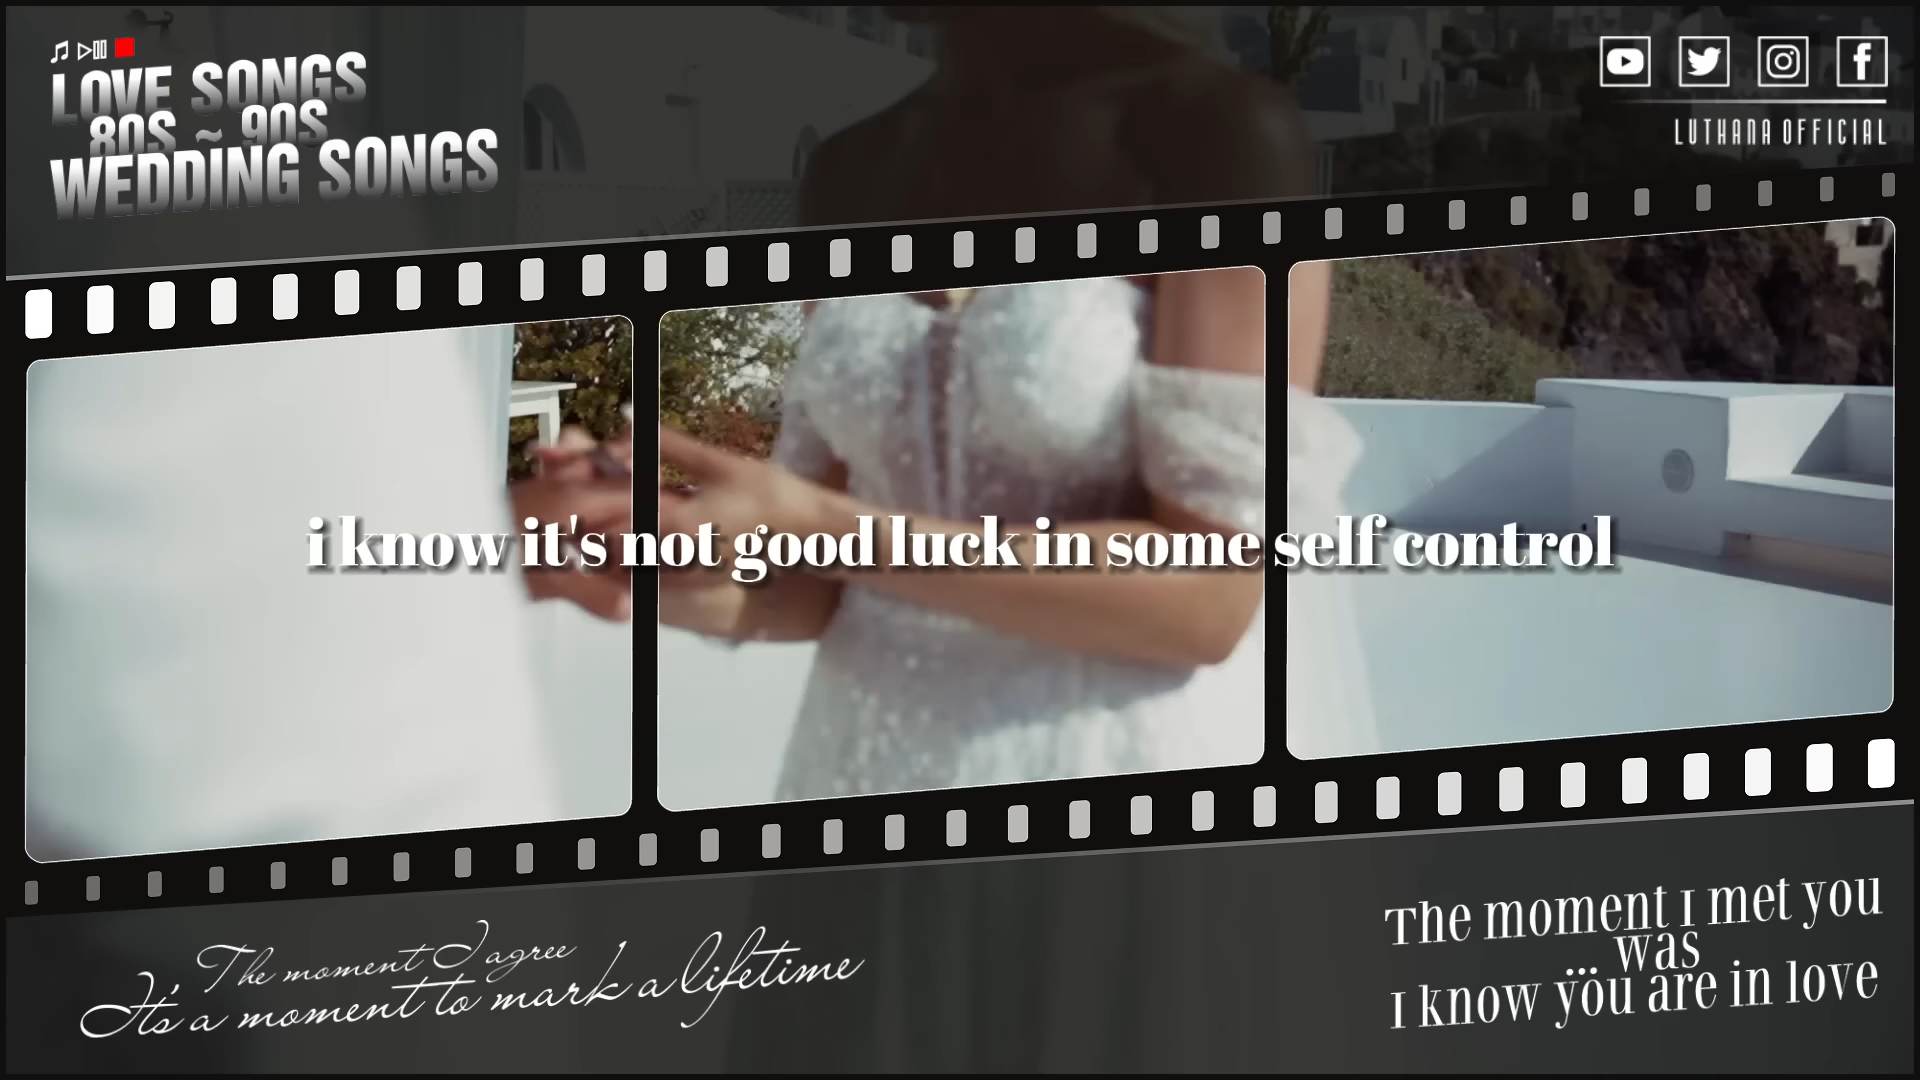 LOVE SONGS
80S ~ 90S
WEDDING SONGS
LUTHANA OFFICIAL
i know it's not good luck in some self control
The moment I agree
It's a moment to mark a lifetime
The moment I met you
was
I know yöu are in love